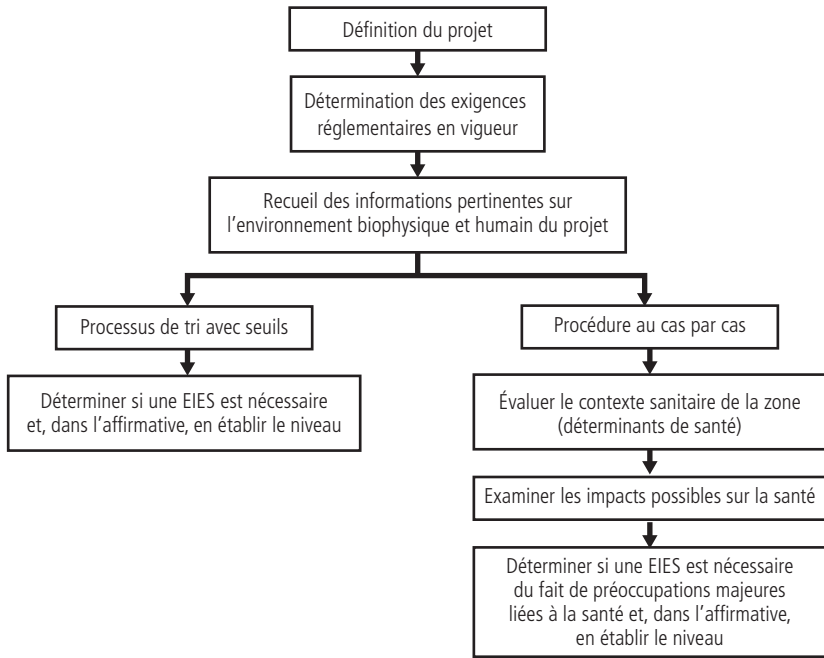 Définition du projet
Détermination des exigences
réglementaires en vigueur
Recueil des informations pertinentes sur
l'environnement biophysique et humain du projet
Processus de tri avec seuils
Déterminer si une EIES est nécessaire
et, dans l'affirmative, en établir le niveau
Procédure au cas par cas
Évaluer le contexte sanitaire de la zone
(déterminants de santé)
Examiner les impacts possibles sur la santé
Déterminer si une EIES est nécessaire
du fait de préoccupations majeures
liées à la santé et, dans l'affirmative,
en établir le niveau